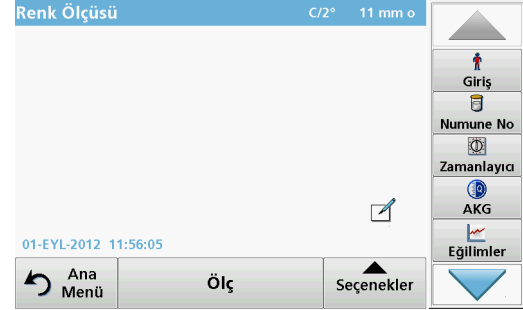 Renk Ölçüsü C/2° 11 mm o
Giriş
Numune No
Zamanlayıcı
AKG
Eğilimler
01-EYL-2012 11:56:05
Ana
Menü
Ölç
Seçenekler